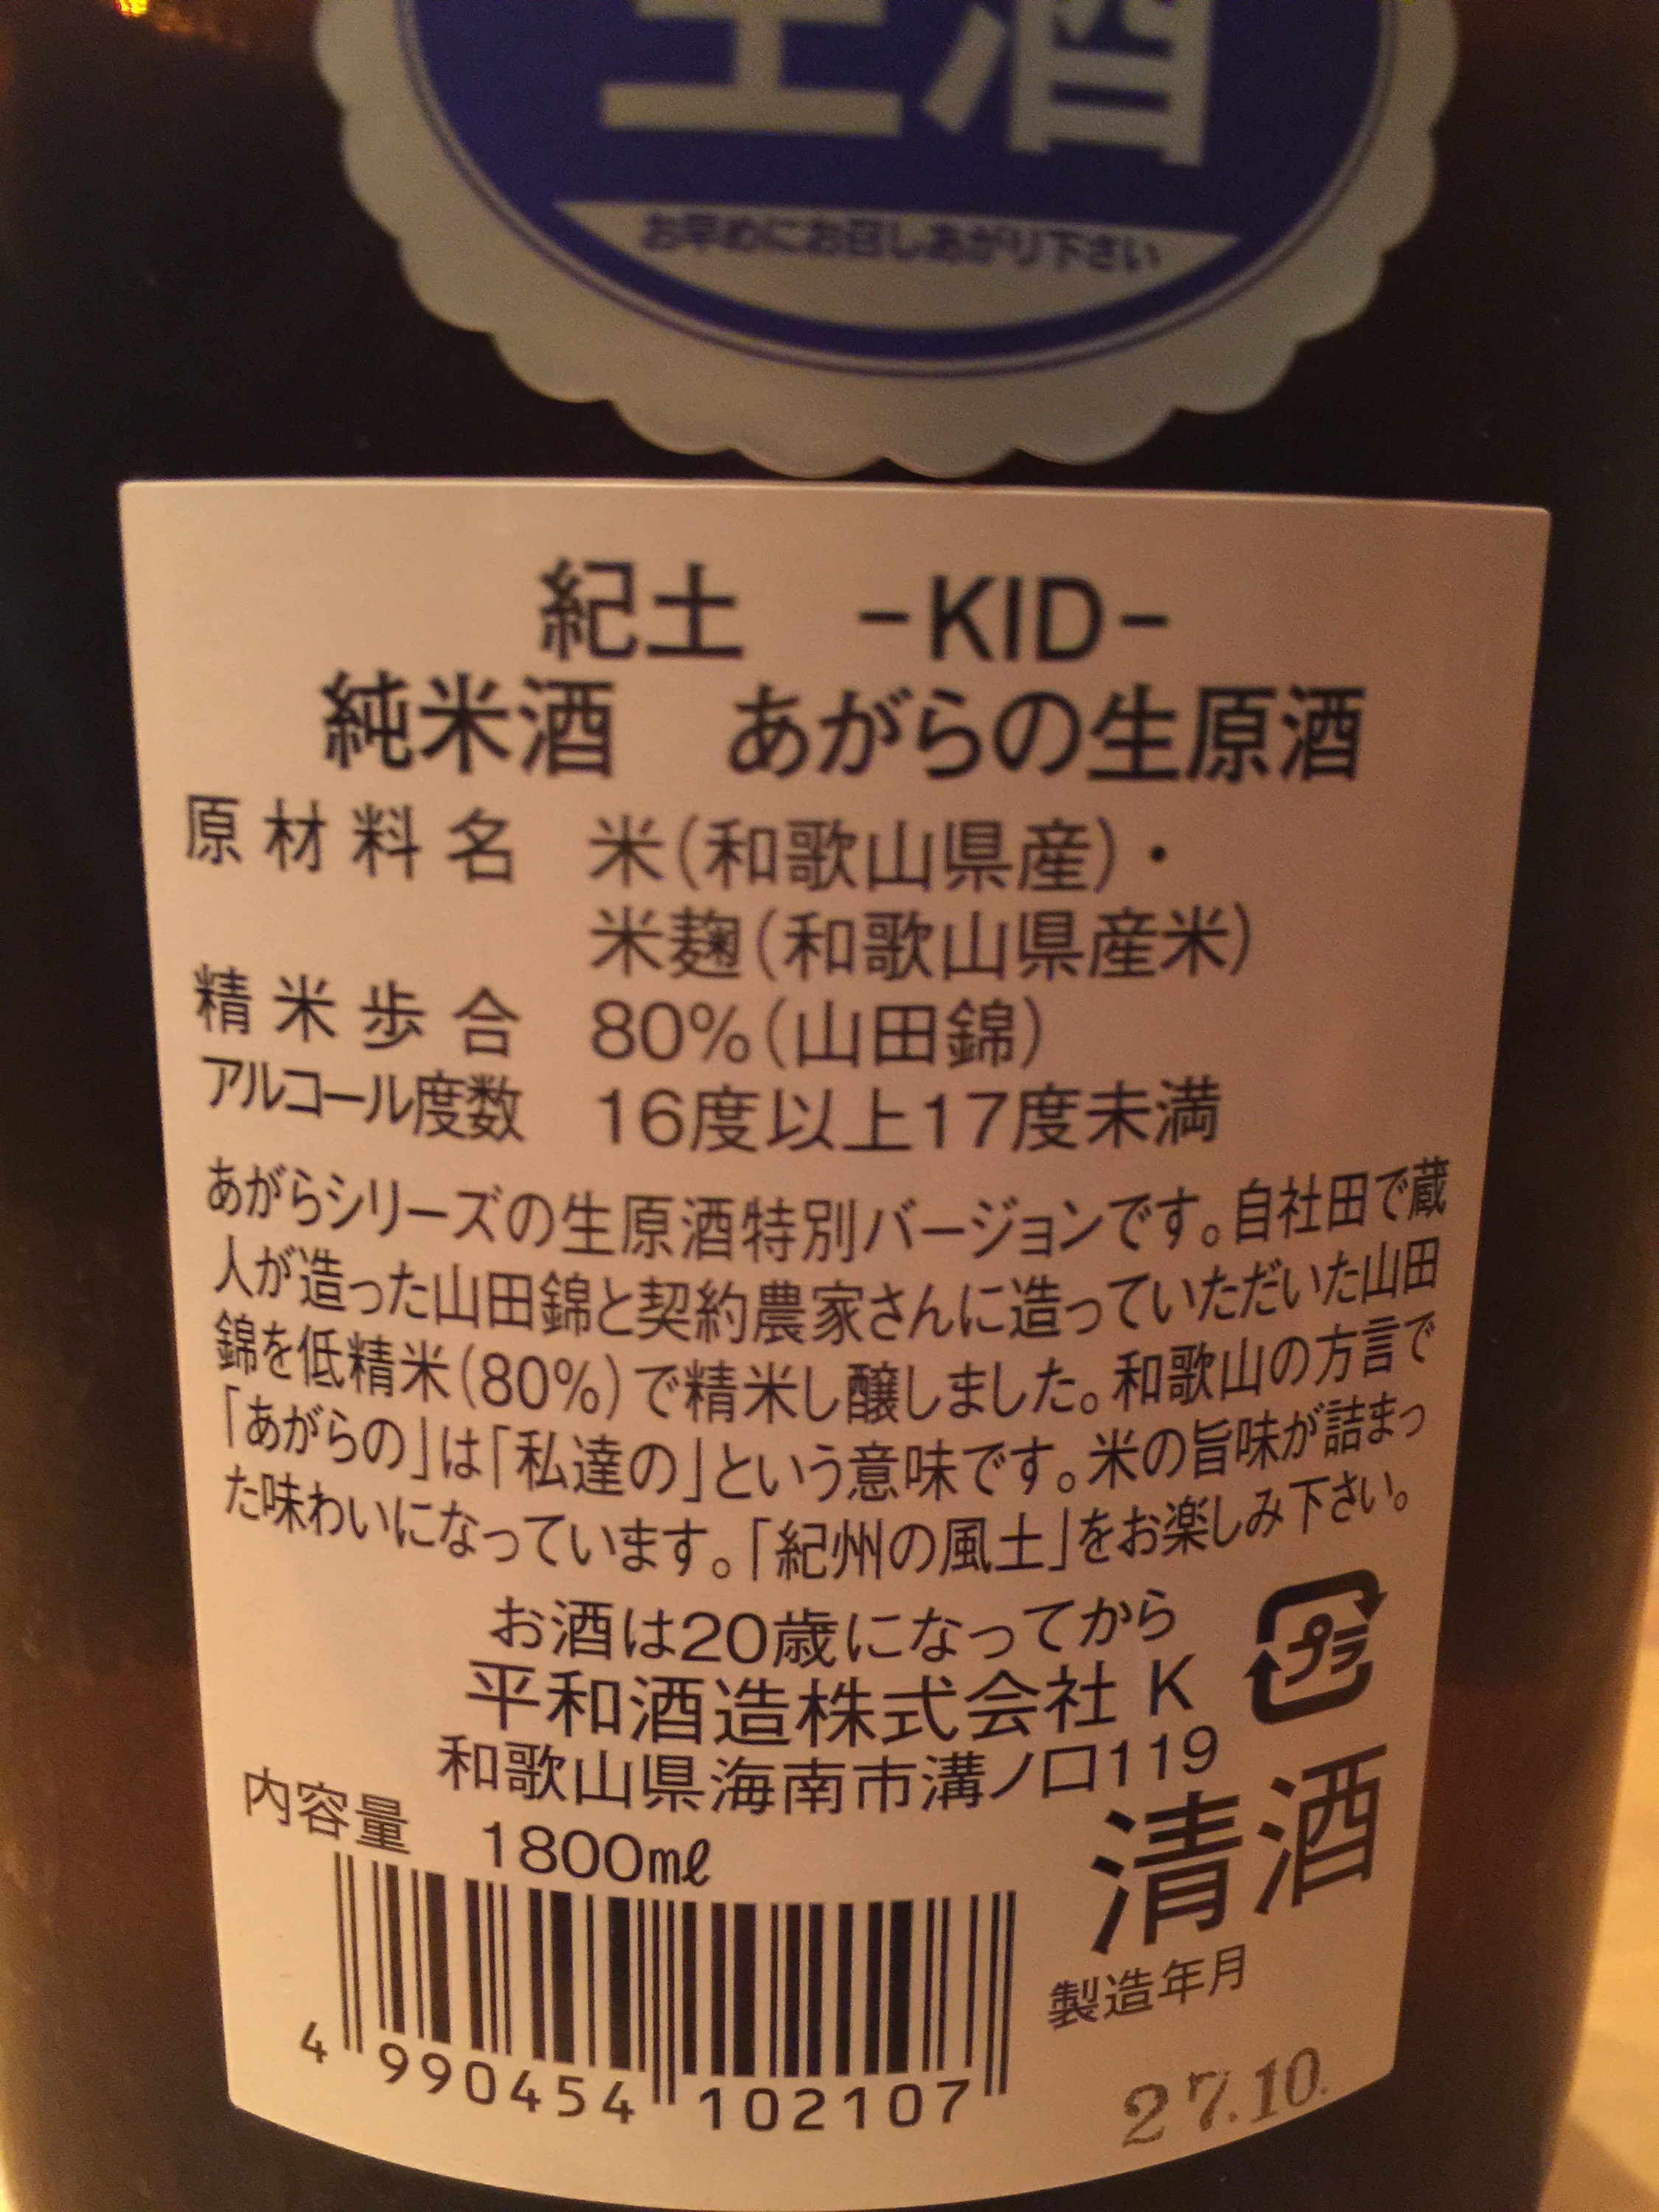 生酒
お早めにお召しあがり下さい
紀土 -KID-
純米酒 あがらの生原酒
原材料名 米(和歌山県産)・
米麹(和歌山県産米)
精米歩合 80%(山田錦)
アルコール度数 16度以上17度未満
あがらシリーズの生原酒特別バージョンです。自社田で蔵
人が造った山田錦と契約農家さんに造っていただいた山田
錦を低精米(80%)で精米し醸しました。和歌山の方言で
「あがらの」は「私達の」という意味です。米の旨味が詰まっ
た味わいになっています。「紀州の風土」をお楽しみ下さい。
お酒は20歳になってから
プラ
平和酒造株式会社 K
和歌山県海南市溝ノ口119
内容量 1800㎖
清酒
製造年月
27.10.
4 990454 102107